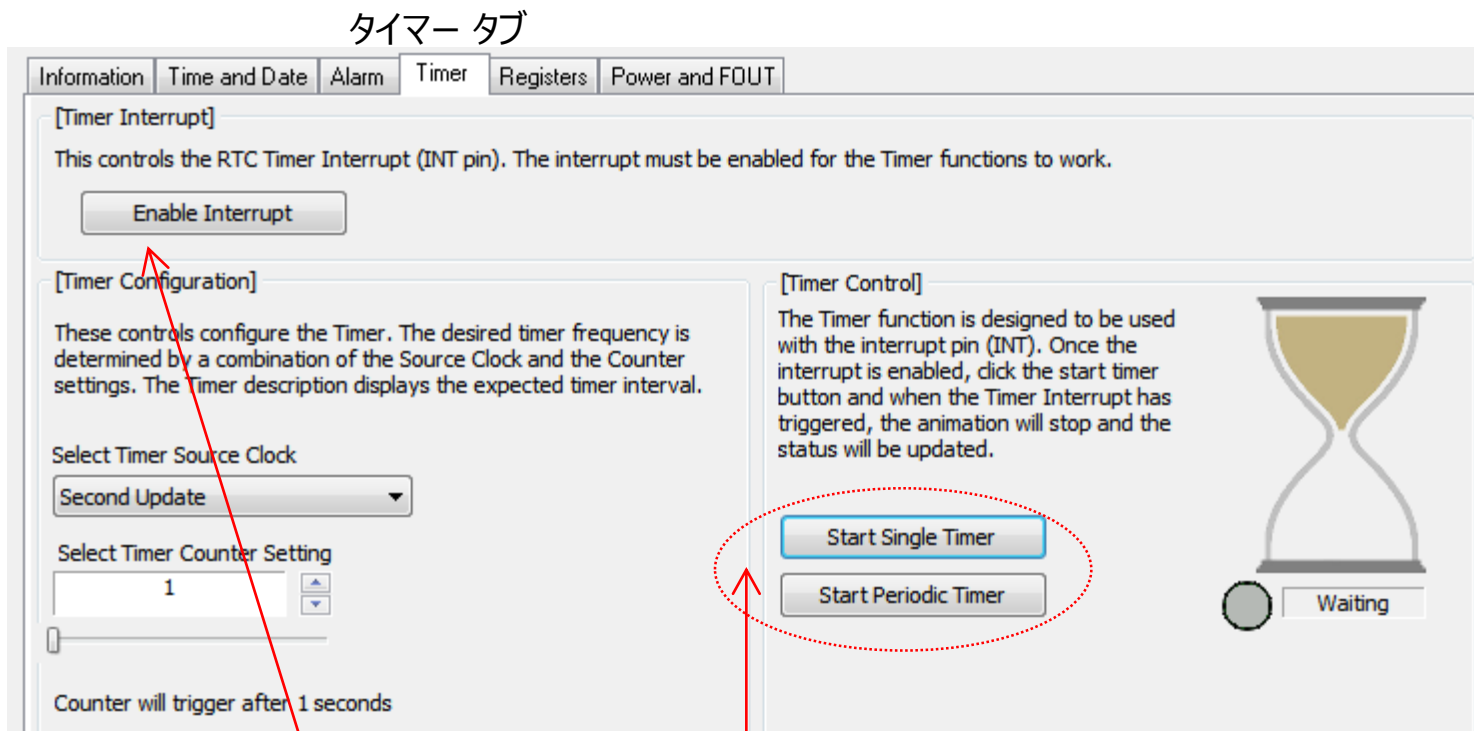 タイマー タブ
Information Time and Date Alarm Timer Registers Power and FOUT
[Timer Interrupt]
This controls the RTC Timer Interrupt (INT pin). The interrupt must be enabled for the Timer functions to work.
Enable Interrupt
[Timer Configuration]
These controls configure the Timer. The desired timer frequency is
determined by a combination of the Source Clock and the Counter
settings. The Timer description displays the expected timer interval.
Select Timer Source Clock
Second Update
Select Timer Counter Setting
1
Counter will trigger after 1 seconds
[Timer Control]
The Timer function is designed to be used
with the interrupt pin (INT). Once the
interrupt is enabled, click the start timer
button and when the Timer Interrupt has
triggered, the animation will stop and the
status will be updated.
Start Single Timer
Start Periodic Timer
Waiting